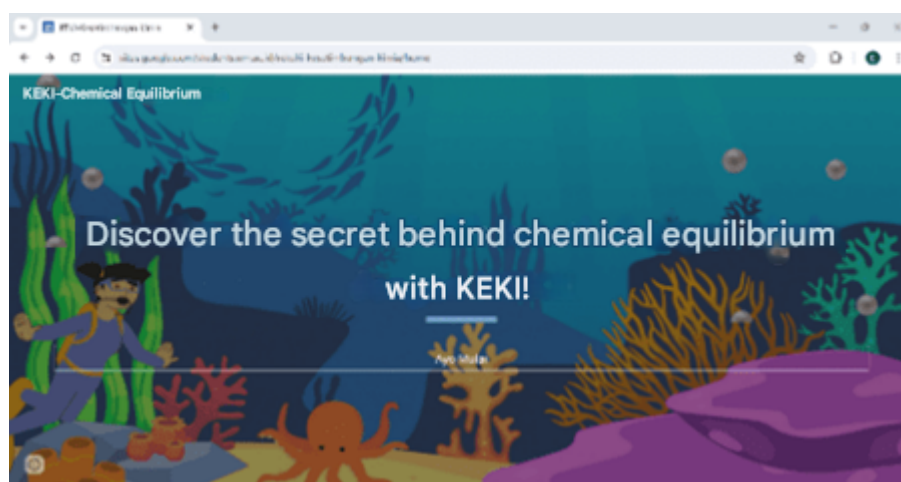 KEKI-Chemical Equilibrium
Discover the secret behind chemical equilibrium
with KEKI!
Ayo Mulai